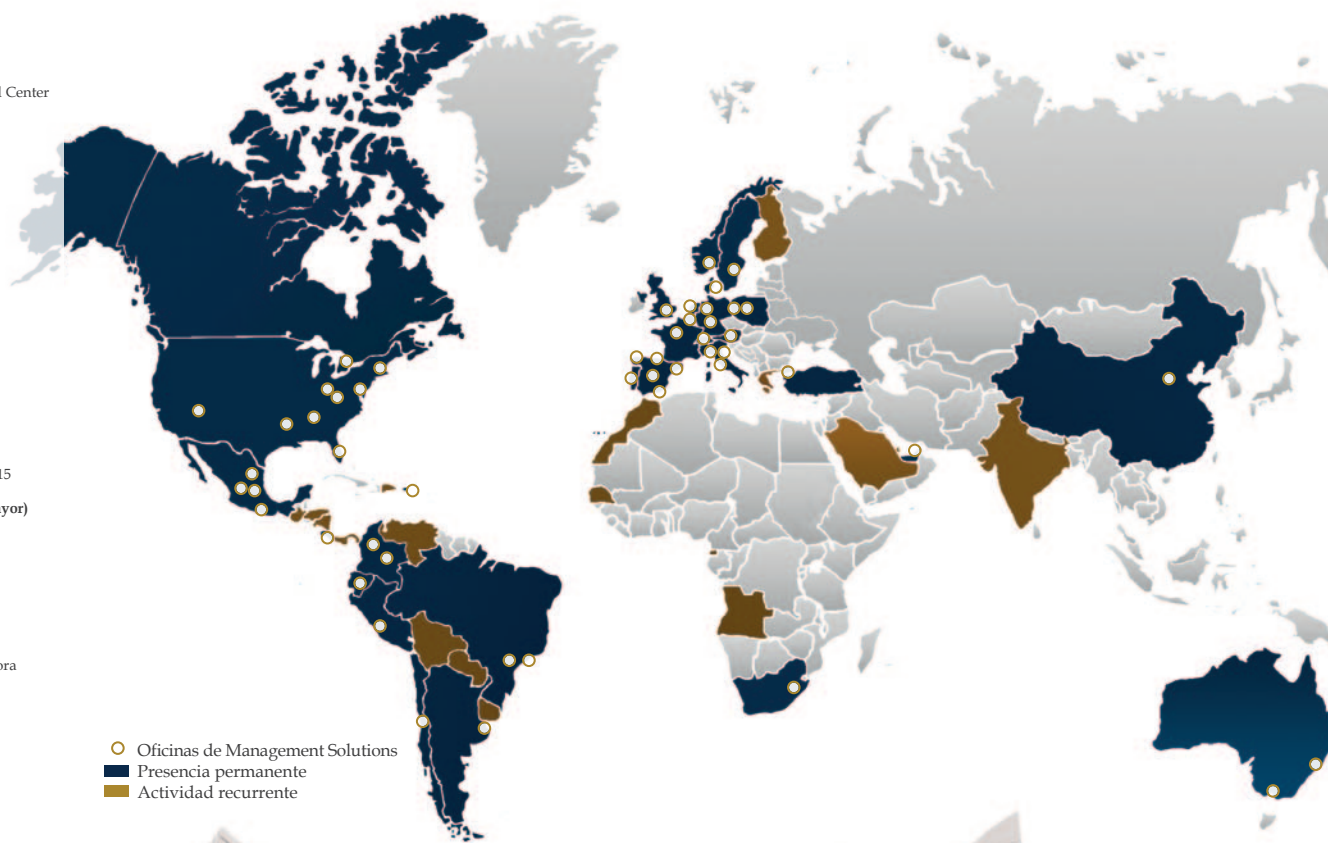 l Center
15
yor)
ora
Oficinas de Management Solutions
Presencia permanente
Actividad recurrente